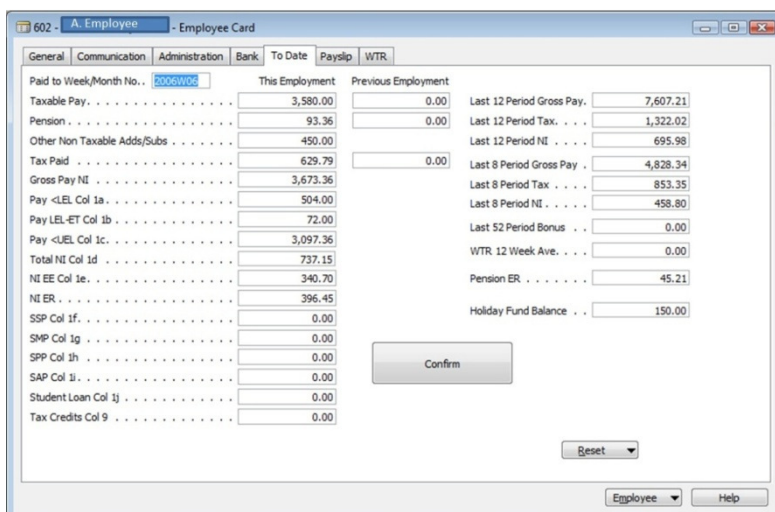 602 - A. Employee - Employee Card
General Communication Administration Bank To Date Payslip WTR
Paid to Week/Month No.. 2006W06 This Employment Previous Employment
Taxable Pay. . . . . . . . . . . . . . . . . 3,580.00 0.00 Last 12 Period Gross Pay. 7,607.21
Pension . . . . . . . . . . . . . . . . . . . 93.36 0.00 Last 12 Period Tax. . . . 1,322.02
Other Non Taxable Adds/Subs . . . . . . . 450.00 Last 12 Period NI . . . . 695.98
Tax Paid . . . . . . . . . . . . . . . . . . 629.79 0.00 Last 8 Period Gross Pay . 4,828.34
Gross Pay NI . . . . . . . . . . . . . . . . 3,673.36 Last 8 Period Tax . . . . 853.35
Pay <LEL Col 1a . . . . . . . . . . . . . . 504.00 Last 8 Period NI . . . . . 458.80
Pay LEL-ET Col 1b . . . . . . . . . . . . . 72.00 Last 52 Period Bonus . . 0.00
Pay <UEL Col 1c. . . . . . . . . . . . . . . 3,097.36 WTR 12 Week Ave. . . . 0.00
Total NI Col 1d . . . . . . . . . . . . . . 737.15
NI EE Col 1e. . . . . . . . . . . . . . . . 340.70 Pension ER . . . . . . . 45.21
NI ER. . . . . . . . . . . . . . . . . . . . 396.45
SSP Col 1f. . . . . . . . . . . . . . . . . 0.00 Holiday Fund Balance . . 150.00
SMP Col 1g . . . . . . . . . . . . . . . . 0.00
SPP Col 1h . . . . . . . . . . . . . . . . 0.00
SAP Col 1i. . . . . . . . . . . . . . . . . 0.00
Student Loan Col 1j . . . . . . . . . . . . 0.00
Tax Credits Col 9 . . . . . . . . . . . . . 0.00
Confirm
Reset
Employee Help